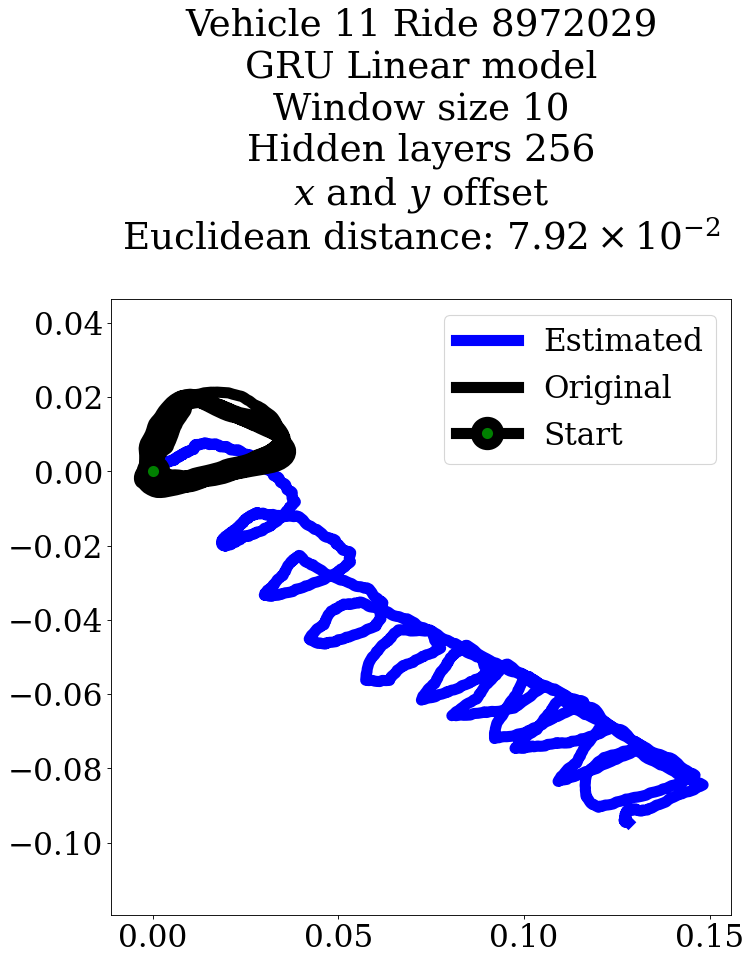 Vehicle 11 Ride 8972029
GRU Linear model
Window size 10
Hidden layers 256
x and y offset
Euclidean distance: 7.92 × 10⁻²
Estimated
Original
Start
0.04
0.02
0.00
−0.02
−0.04
−0.06
−0.08
−0.10
0.00 0.05 0.10 0.15